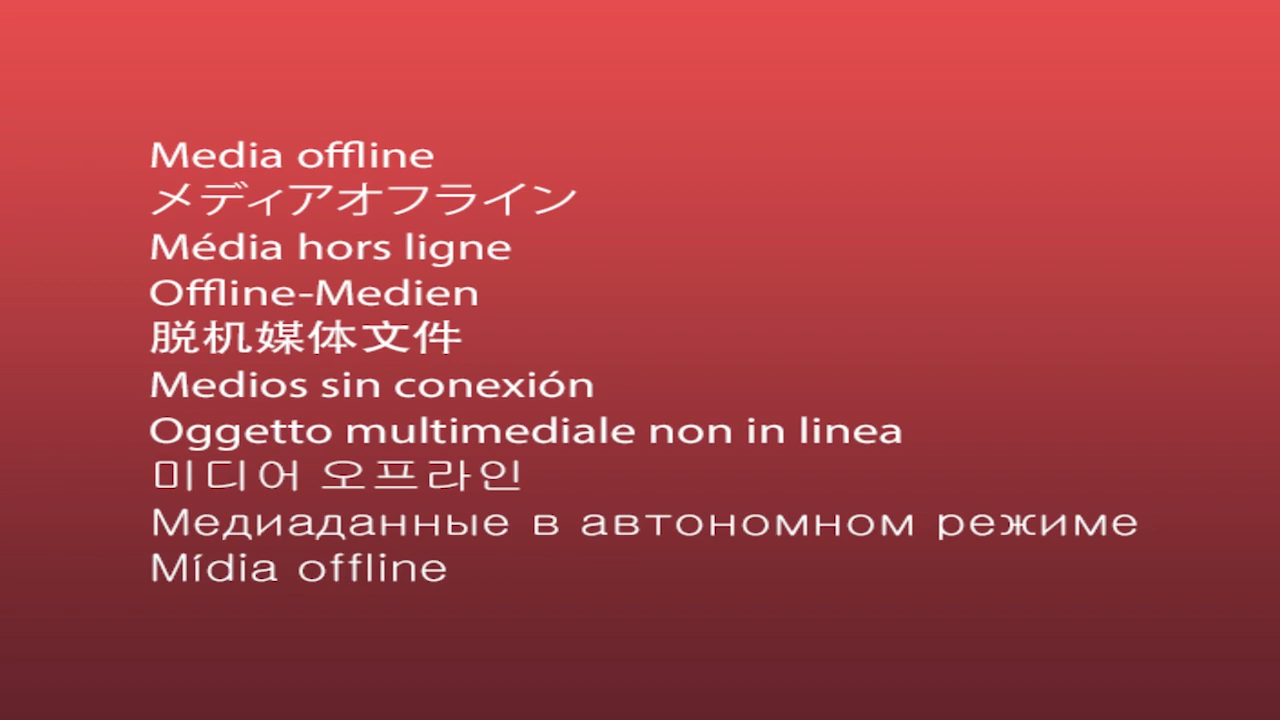 Media offline
メディアオフライン
Média hors ligne
Offline-Medien
脱机媒体文件
Medios sin conexión
Oggetto multimediale non in linea
미디어 오프라인
Медиаданные в автономном режиме
Mídia offline